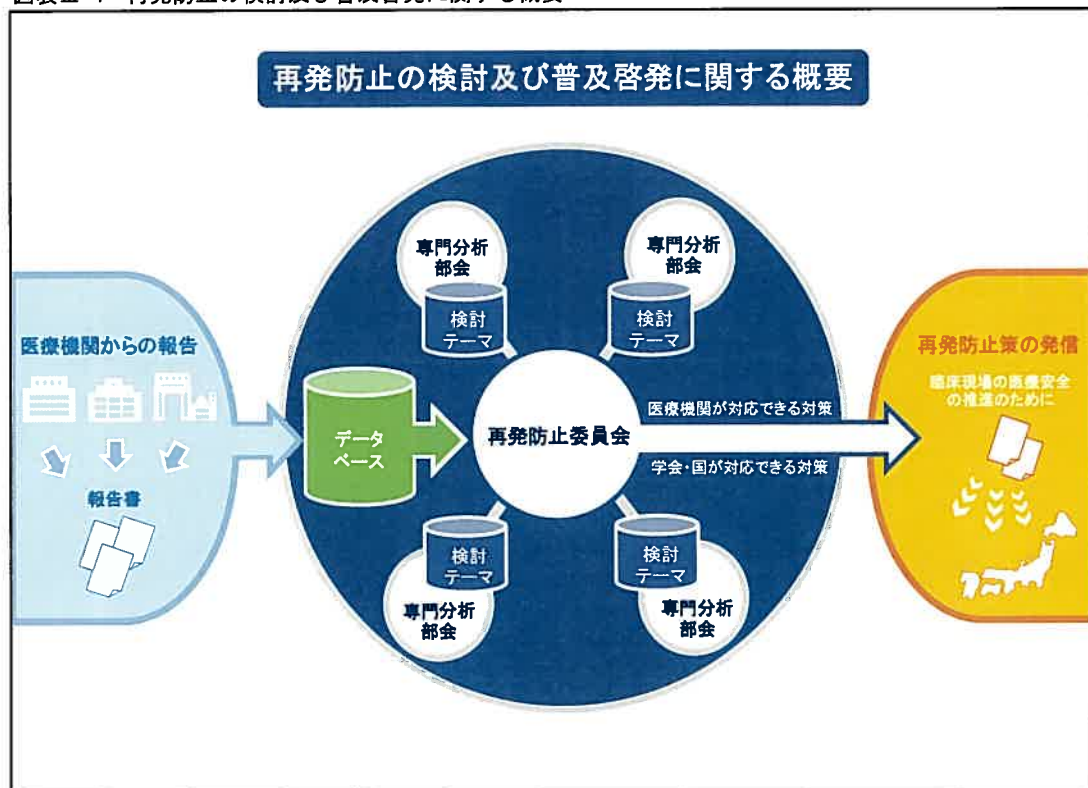 再発防止の検討及び普及啓発に関する概要
専門分析
部会
検討
テーマ
専門分析
部会
検討
テーマ
医療機関からの報告
報告書
データ
ベース
再発防止委員会
医療機関が対応できる対策
学会・国が対応できる対策
再発防止策の発信
臨床現場の医療安全
の推進のために
検討
テーマ
専門分析
部会
検討
テーマ
専門分析
部会